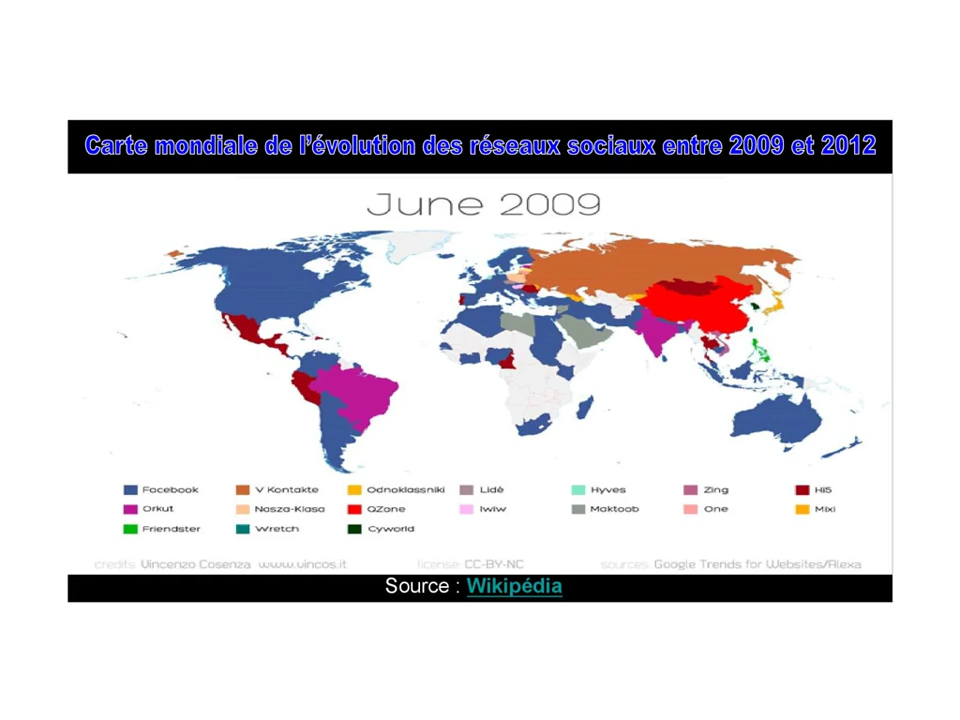 Carte mondiale de l'évolution des réseaux sociaux entre 2009 et 2012
June 2009
Facebook V Kontakte Odnoklassniki Lidé Hyves Zing Hi5
Orkut Nasza-Klasa QZone Iwiw Maktoob One Mixi
Friendster Wretch Cyworld
credits: Vincenzo Cosenza www.vincos.it license: CC-BY-NC sources: Google Trends for Websites/Alexa
Source : Wikipédia